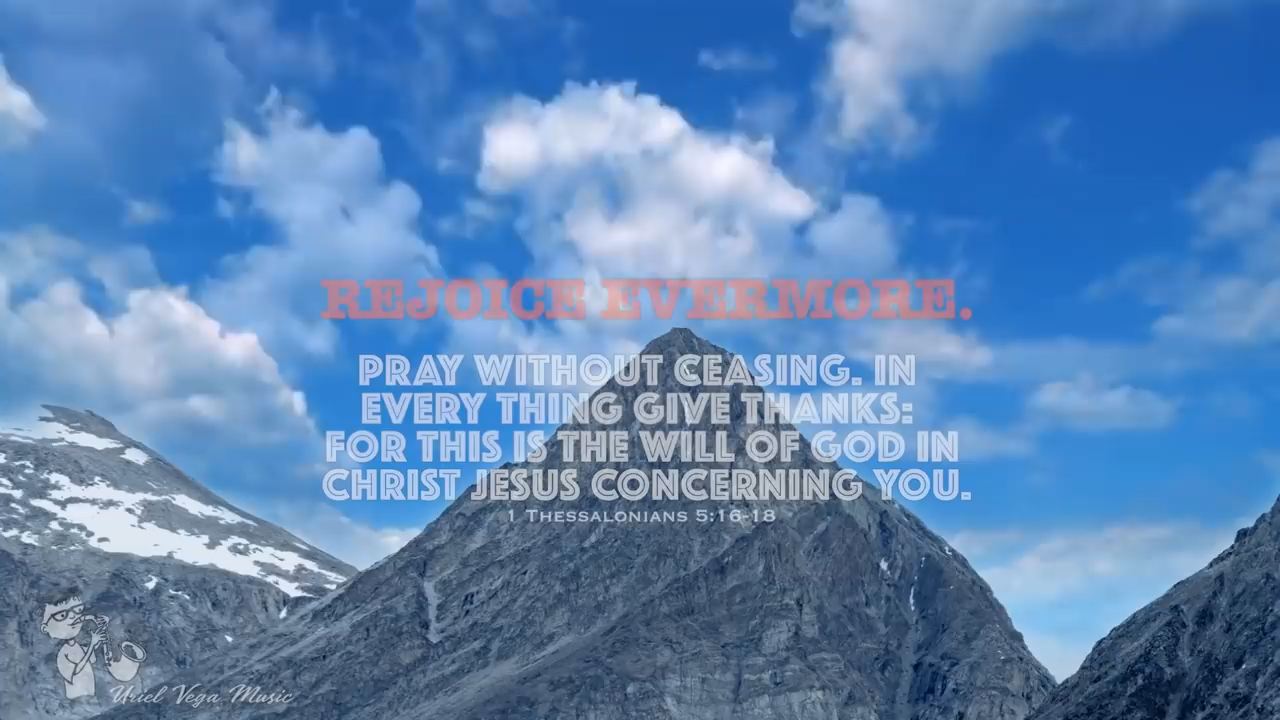 REJOICE EVERMORE.
PRAY WITHOUT CEASING. IN
EVERY THING GIVE THANKS:
FOR THIS IS THE WILL OF GOD IN
CHRIST JESUS CONCERNING YOU.
1 THESSALONIANS 5:16-18
Uriel Vega Music